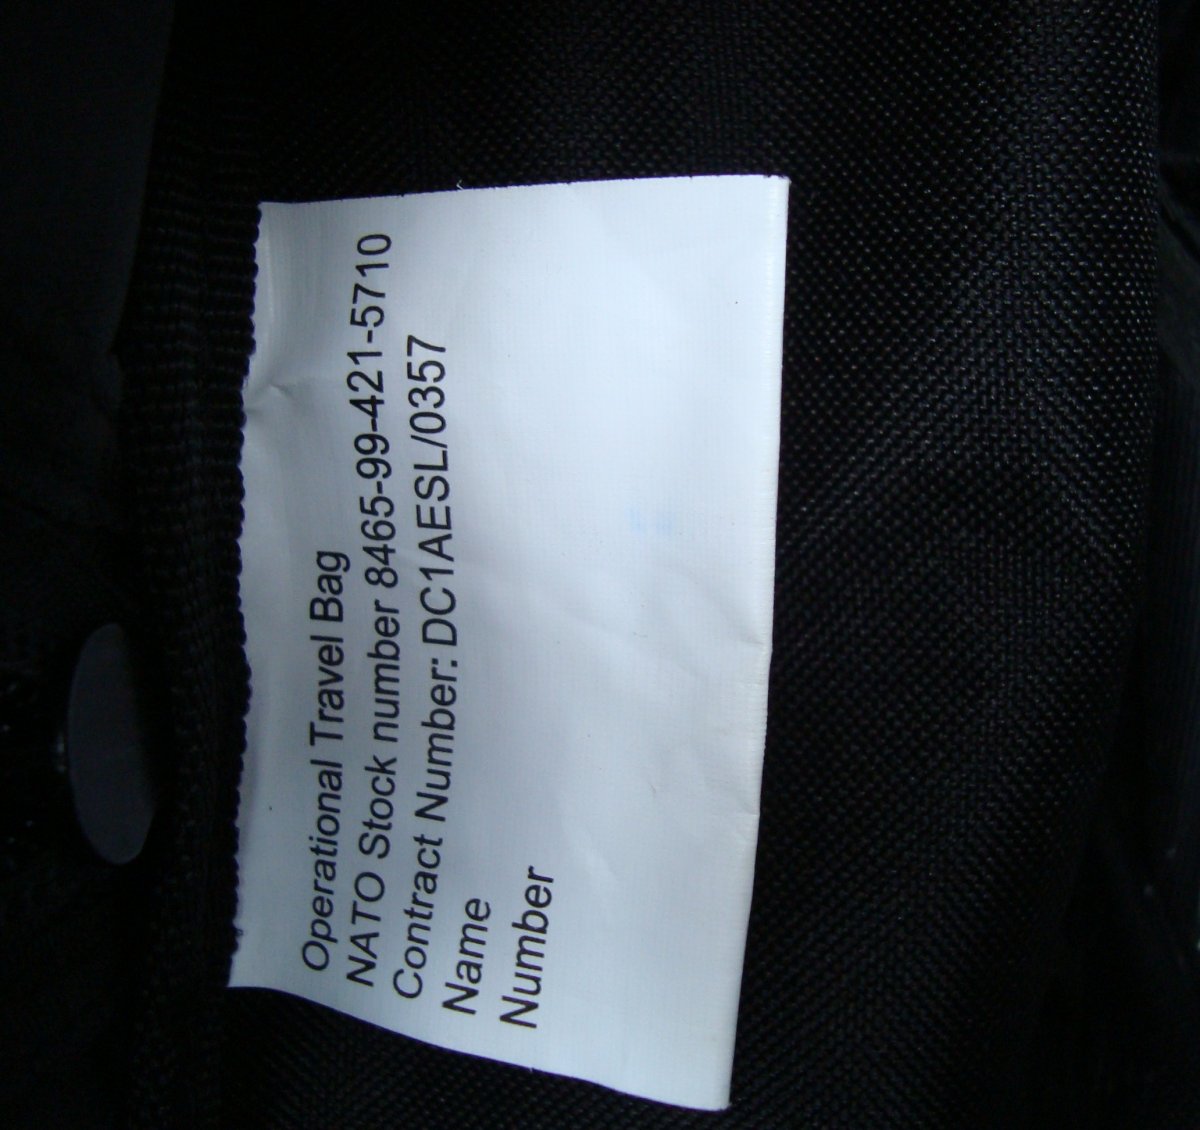 Operational Travel Bag
NATO Stock number 8465-99-421-5710
Contract Number: DC1AESL/0357
Name
Number